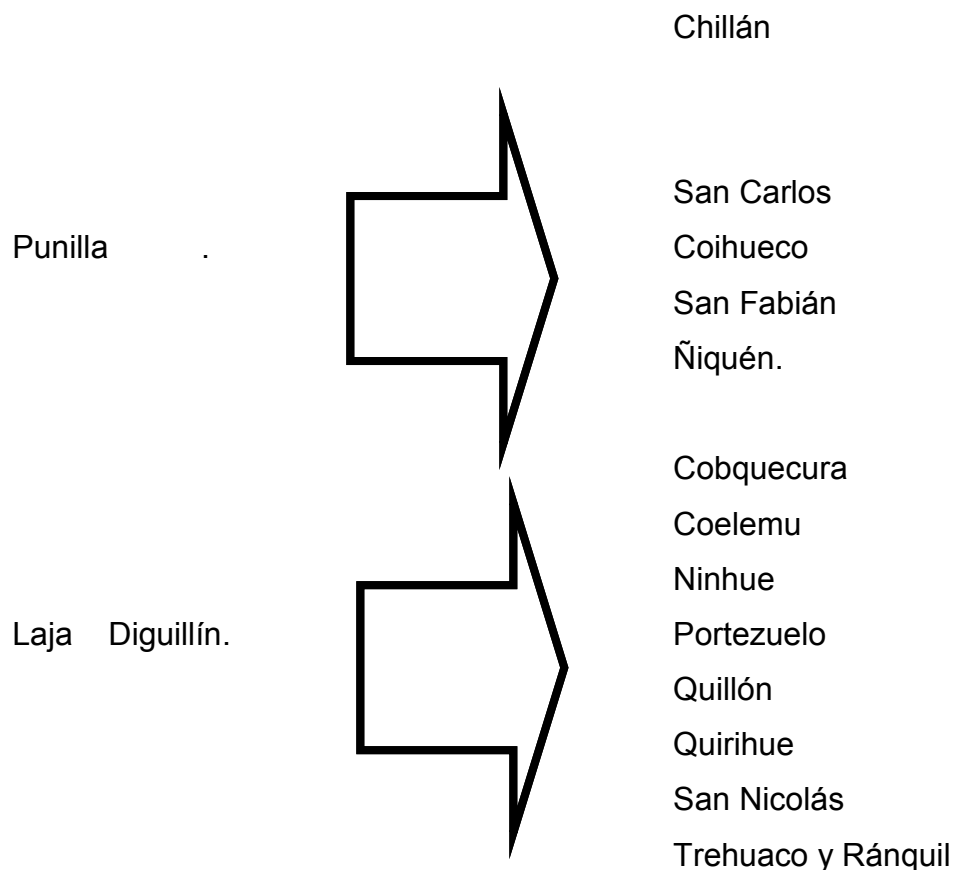 Chillán
San Carlos
Punilla .
Coihueco
San Fabián
Ñiquén.
Cobquecura
Coelemu
Ninhue
Laja Diguillín.
Portezuelo
Quillón
Quirihue
San Nicolás
Trehuaco y Ránquil